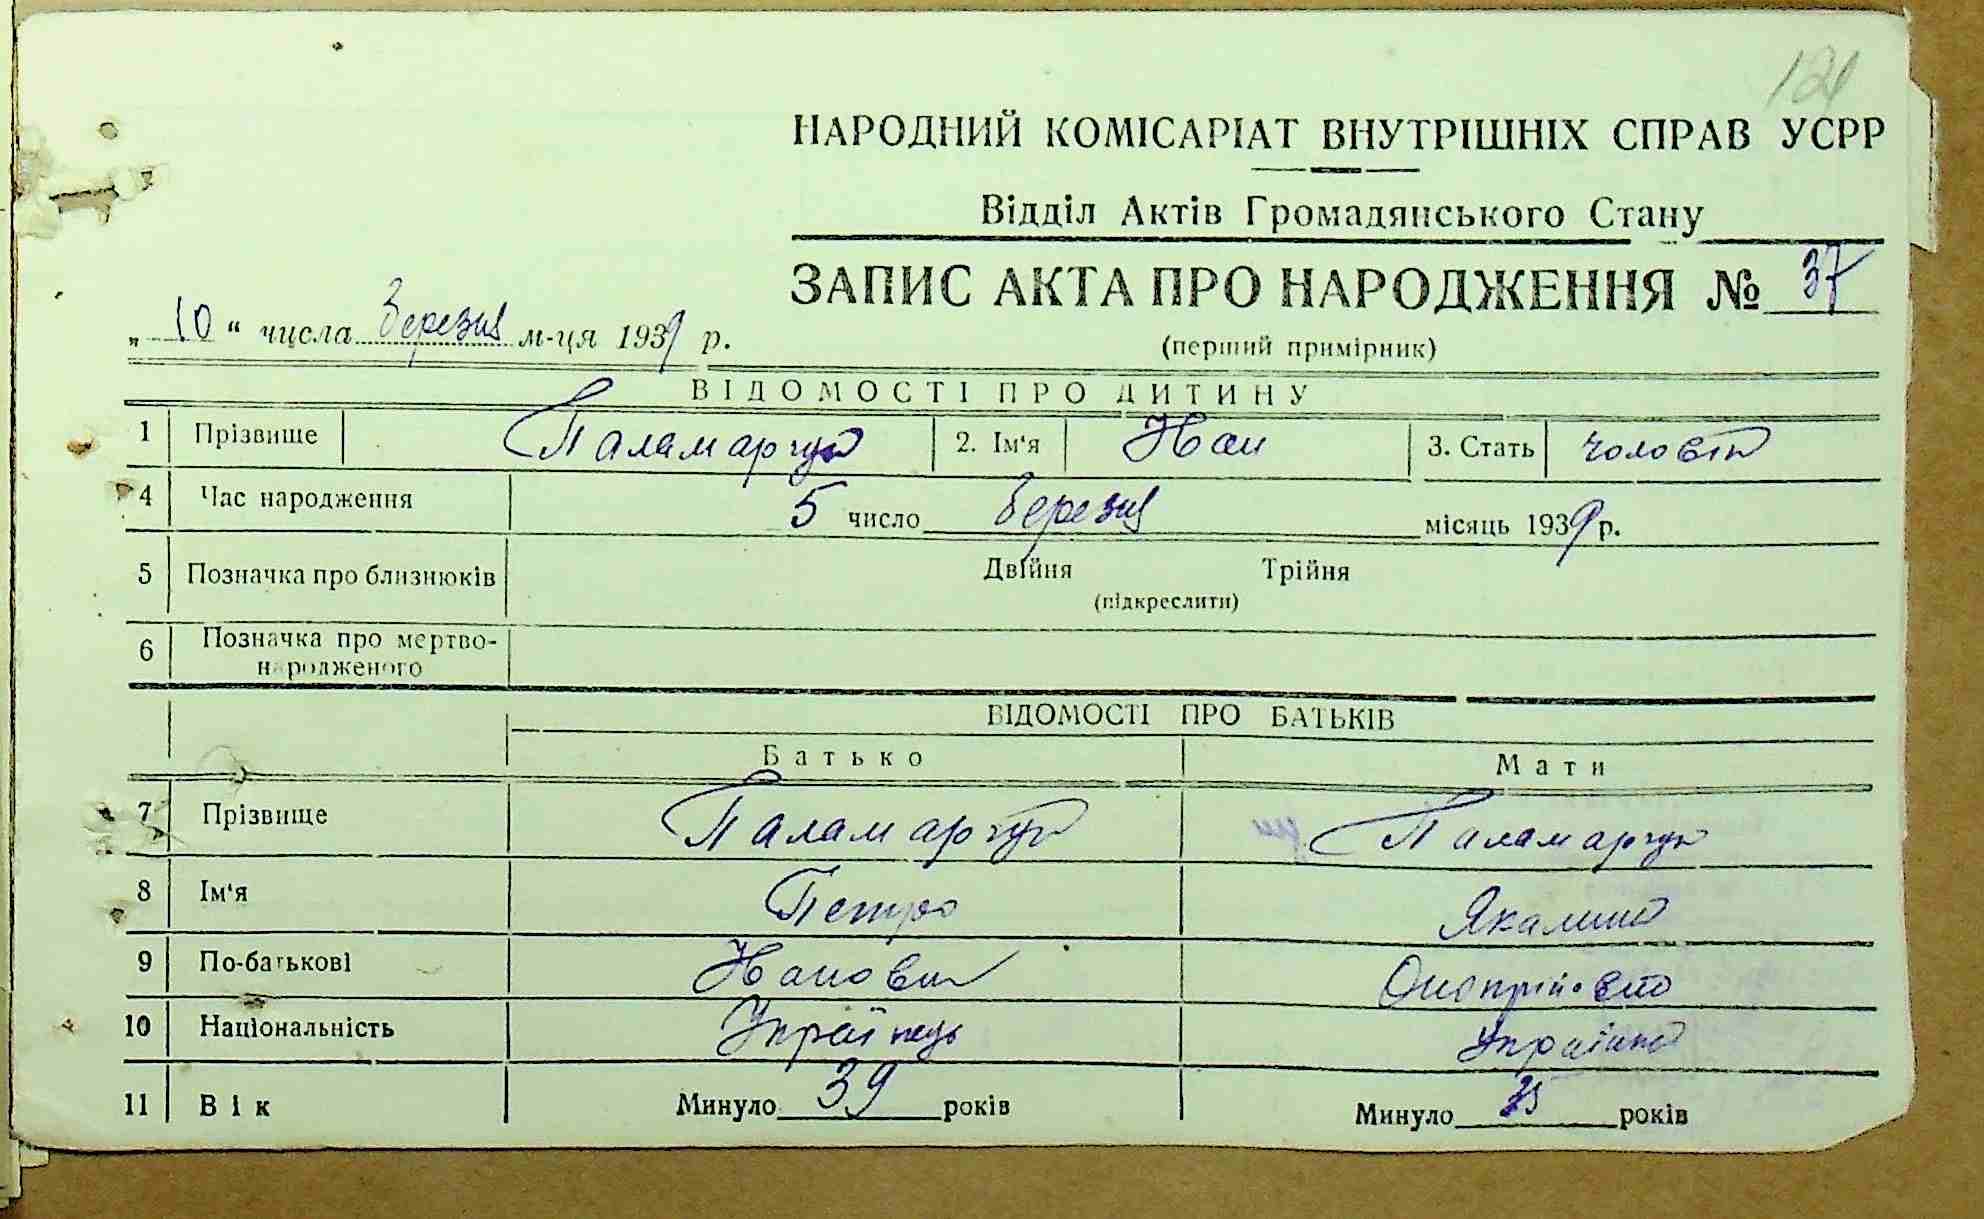 121
НАРОДНИЙ КОМІСАРІАТ ВНУТРІШНІХ СПРАВ УСРР
Відділ Актів Громадянського Стану
ЗАПИС АКТА ПРО НАРОДЖЕННЯ № 37
„10“ числа березня м-ця 1939 р.
(перший примірник)
ВІДОМОСТІ ПРО ДИТИНУ
1 Прізвище Паламарчук 2. Ім'я Іван 3. Стать чоловік
4 Час народження 5 число березня місяць 1939 р.
5 Позначка про близнюків Двійня Трійня
(підкреслити)
6 Позначка про мертво-
народженого
ВІДОМОСТІ ПРО БАТЬКІВ
Батько Мати
7 Прізвище Паламарчук Паламарчук
8 Ім'я Петро
9 По-батькові Іванович Онопріївна
10 Національність Українець Українка
11 Вік Минуло 39 років Минуло років